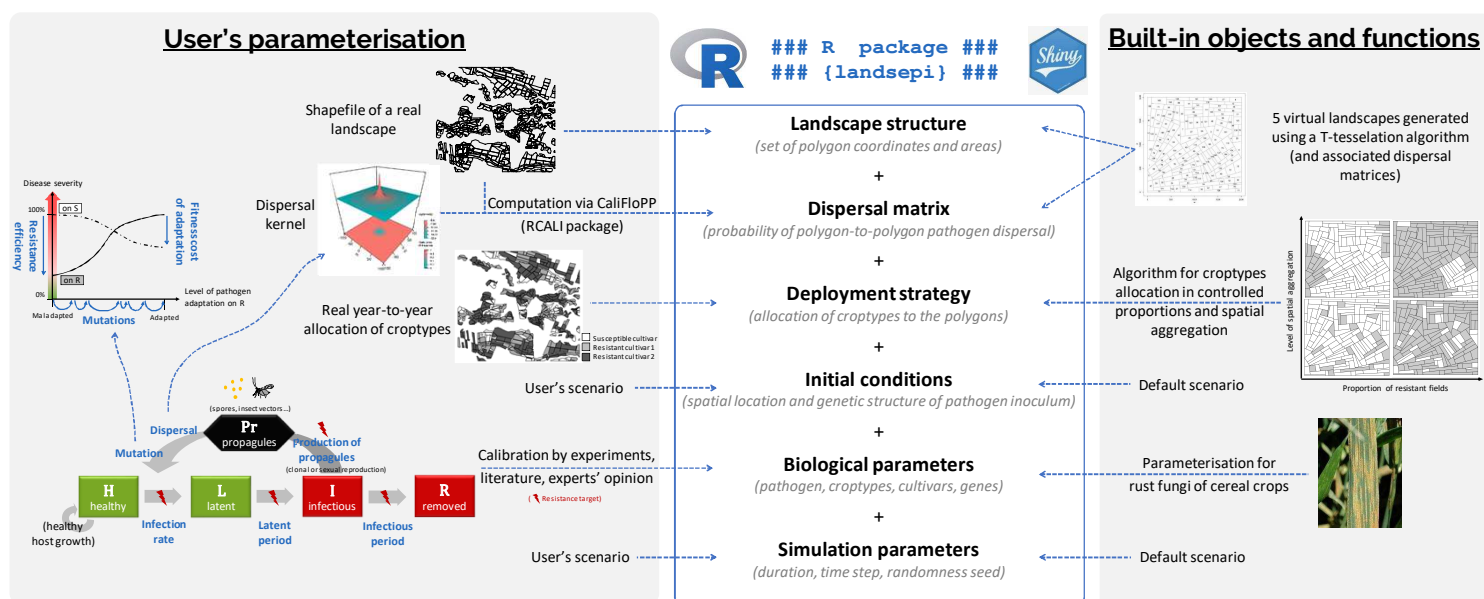 User's parameterisation
Shapefile of a real
landscape
Disease severity
100%
on S
Resistance
efficiency
Fitness cost
of adaptation
on R
0%
Level of pathogen
adaptation on R
Maladapted
Adapted
Mutations
Dispersal
kernel
Computation via CaliFloPP
(RCALI package)
Real year-to-year
allocation of croptypes
Susceptible cultivar
Resistant cultivar 1
Resistant cultivar 2
User's scenario
(spores, insect vectors...)
Pr
propagules
Dispersal
Mutation
Production of
propagules
(clonal or sexual reproduction)
H
healthy
L
latent
I
infectious
R
removed
(healthy
host growth)
Infection
rate
Latent
period
Infectious
period
Calibration by experiments,
literature, experts' opinion
( Resistance target)
User's scenario
R
### R package ###
### {landsepi} ###
Shiny
Landscape structure
(set of polygon coordinates and areas)
+
Dispersal matrix
(probability of polygon-to-polygon pathogen dispersal)
+
Deployment strategy
(allocation of croptypes to the polygons)
+
Initial conditions
(spatial location and genetic structure of pathogen inoculum)
+
Biological parameters
(pathogen, croptypes, cultivars, genes)
+
Simulation parameters
(duration, time step, randomness seed)
Built-in objects and functions
5 virtual landscapes generated
using a T-tesselation algorithm
(and associated dispersal
matrices)
Algorithm for croptypes
allocation in controlled
proportions and spatial
aggregation
Level of spatial aggregation
Proportion of resistant fields
Default scenario
Parameterisation for
rust fungi of cereal crops
Default scenario